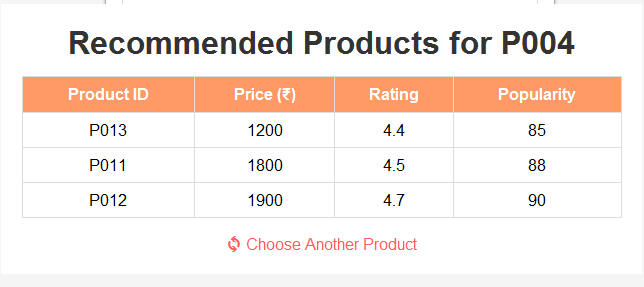 Recommended Products for P004
Product ID Price (₹) Rating Popularity
P013 1200 4.4 85
P011 1800 4.5 88
P012 1900 4.7 90
Choose Another Product